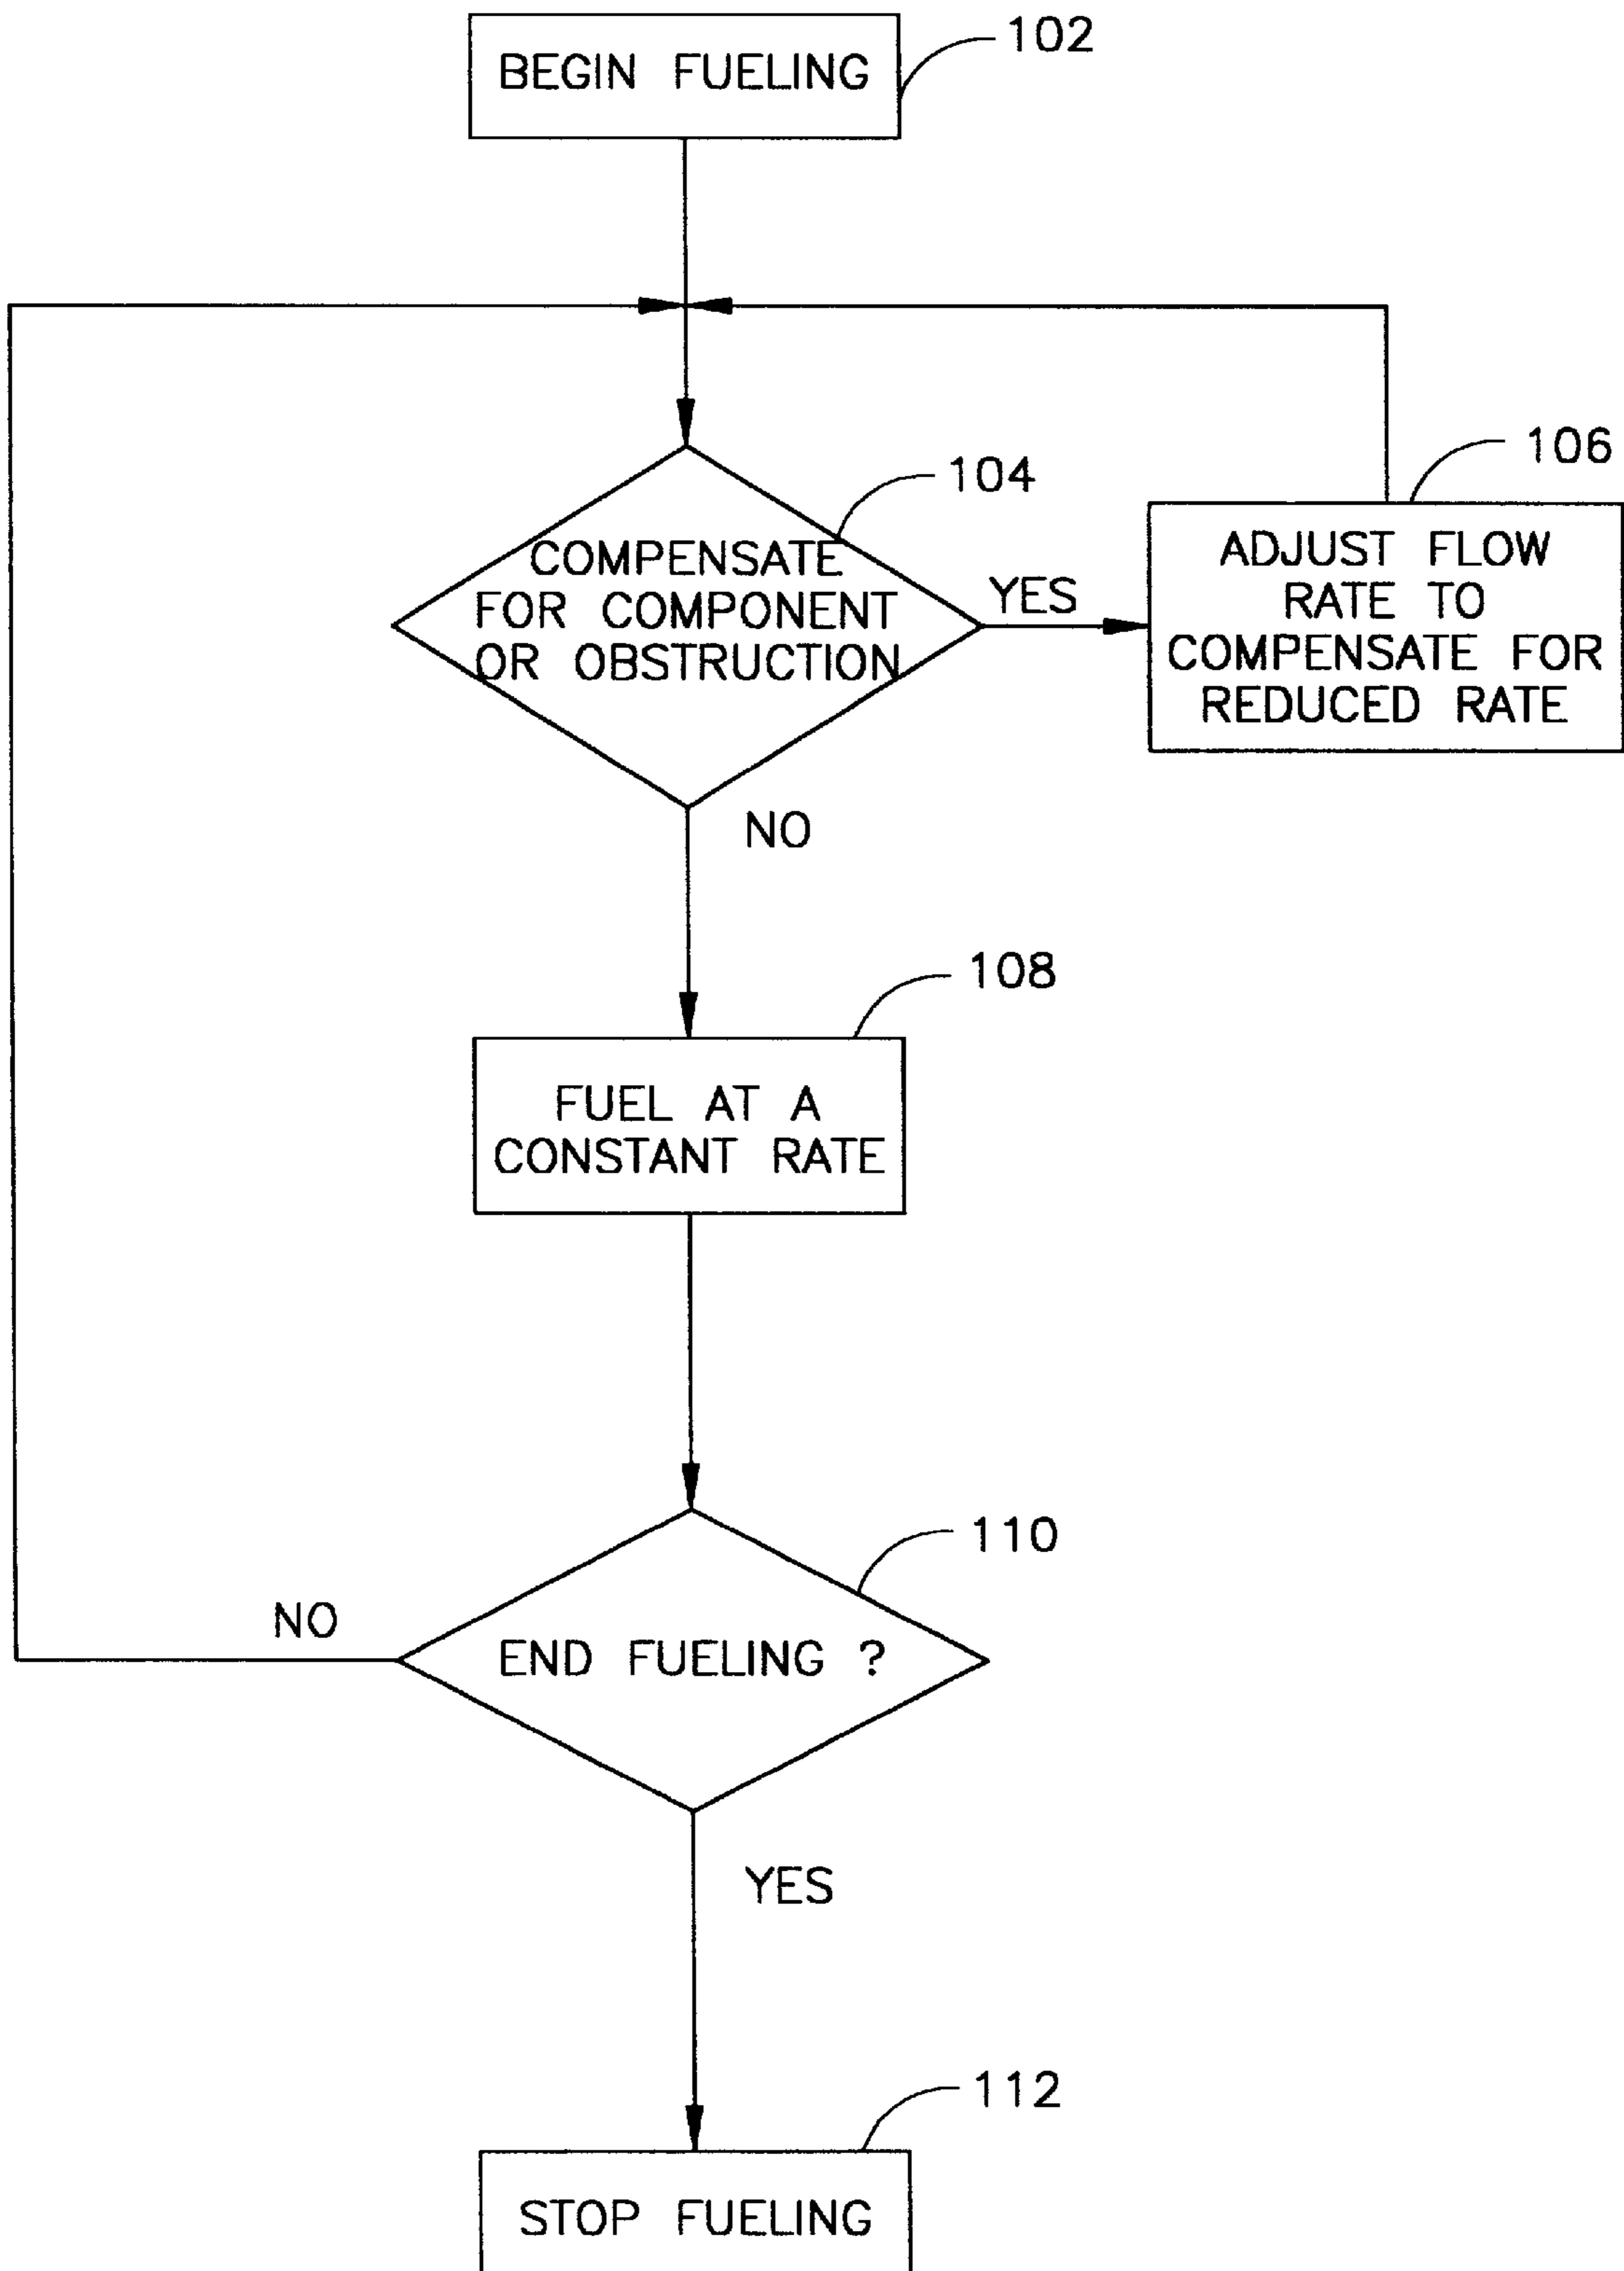 BEGIN FUELING
102
104
COMPENSATE
FOR COMPONENT
OR OBSTRUCTION
YES
106
ADJUST FLOW
RATE TO
COMPENSATE FOR
REDUCED RATE
NO
108
FUEL AT A
CONSTANT RATE
110
NO
END FUELING ?
YES
112
STOP FUELING